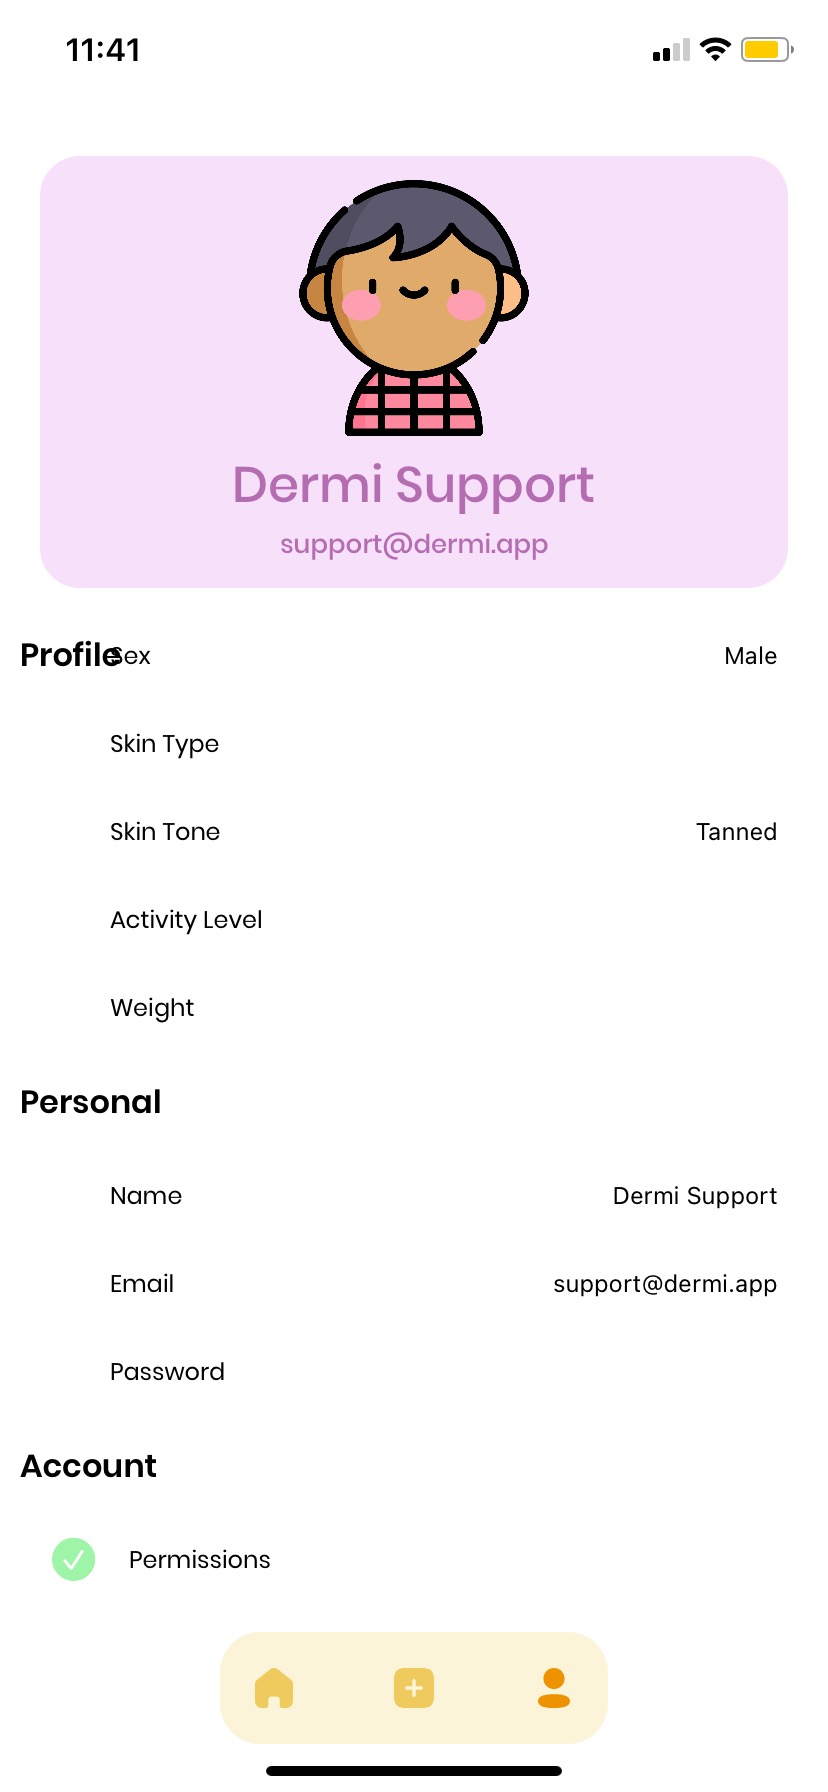 11:41
Dermi Support
support@dermi.app
Profile
Sex Male
Skin Type
Skin Tone Tanned
Activity Level
Weight
Personal
Name Dermi Support
Email support@dermi.app
Password
Account
Permissions